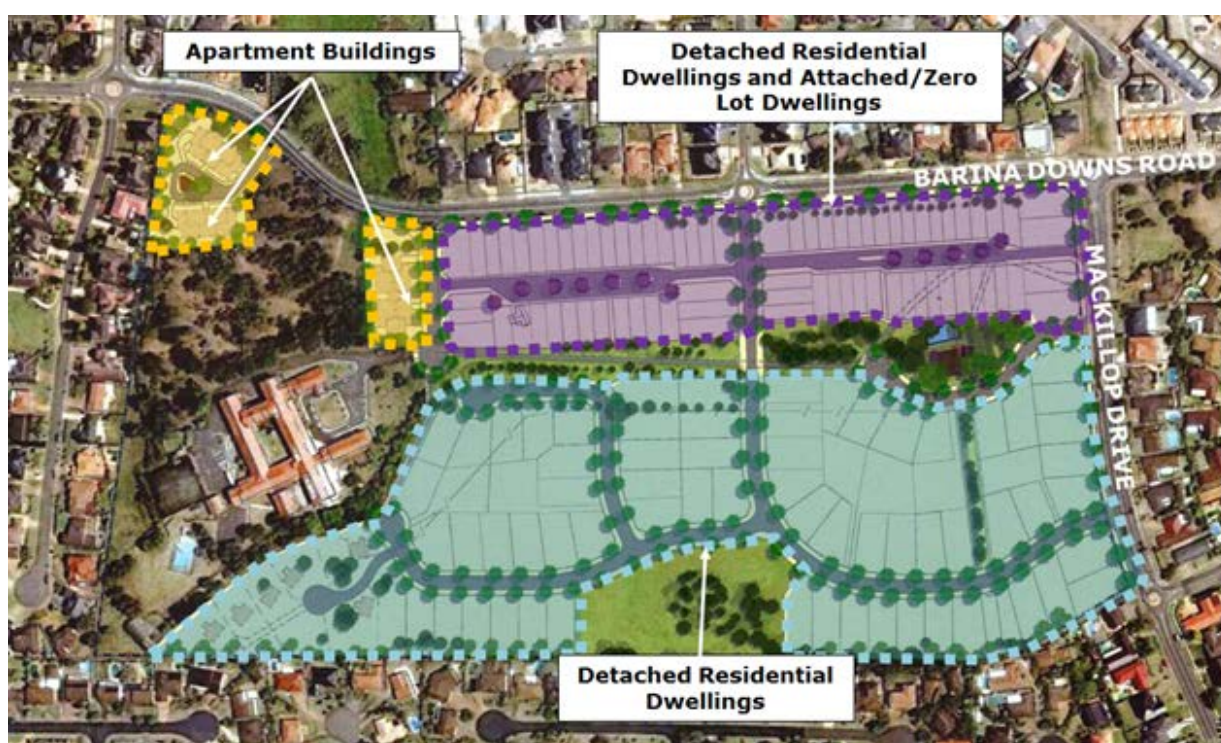 Apartment Buildings
Detached Residential
Dwellings and Attached/Zero
Lot Dwellings
BARINA DOWNS ROAD
MACKILLOP DRIVE
Detached Residential
Dwellings